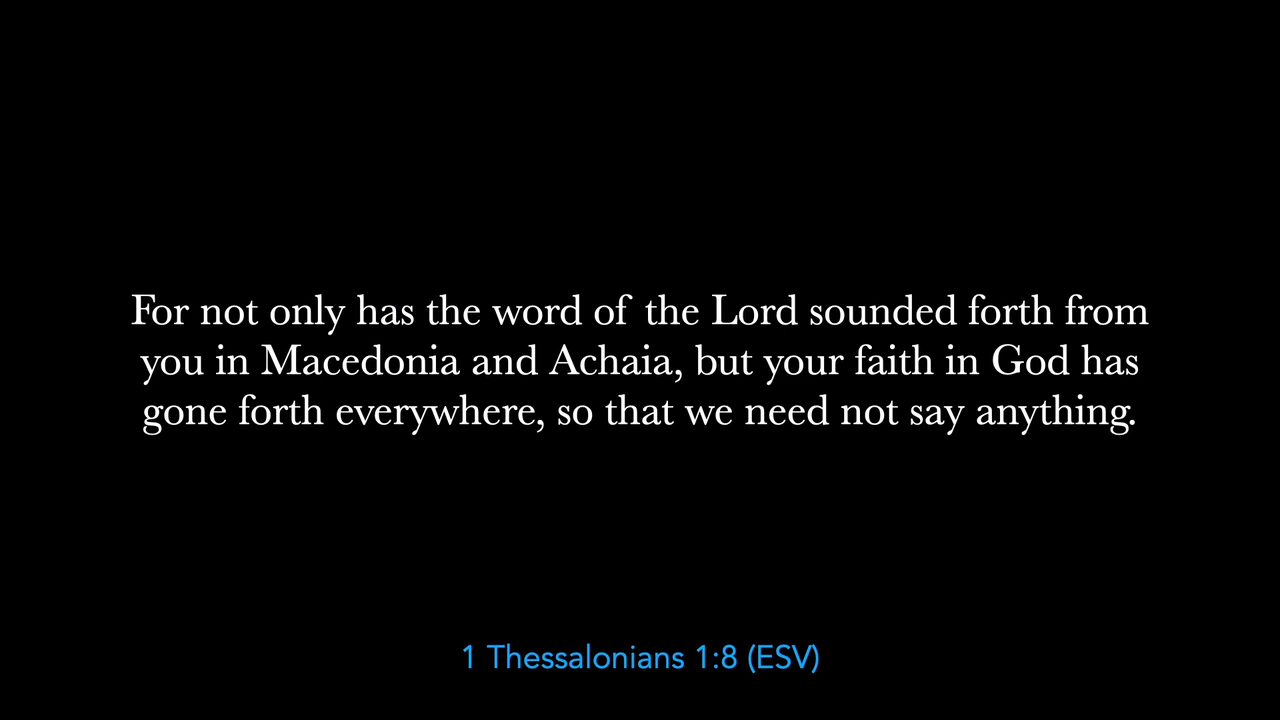 For not only has the word of the Lord sounded forth from
you in Macedonia and Achaia, but your faith in God has
gone forth everywhere, so that we need not say anything.
1 Thessalonians 1:8 (ESV)